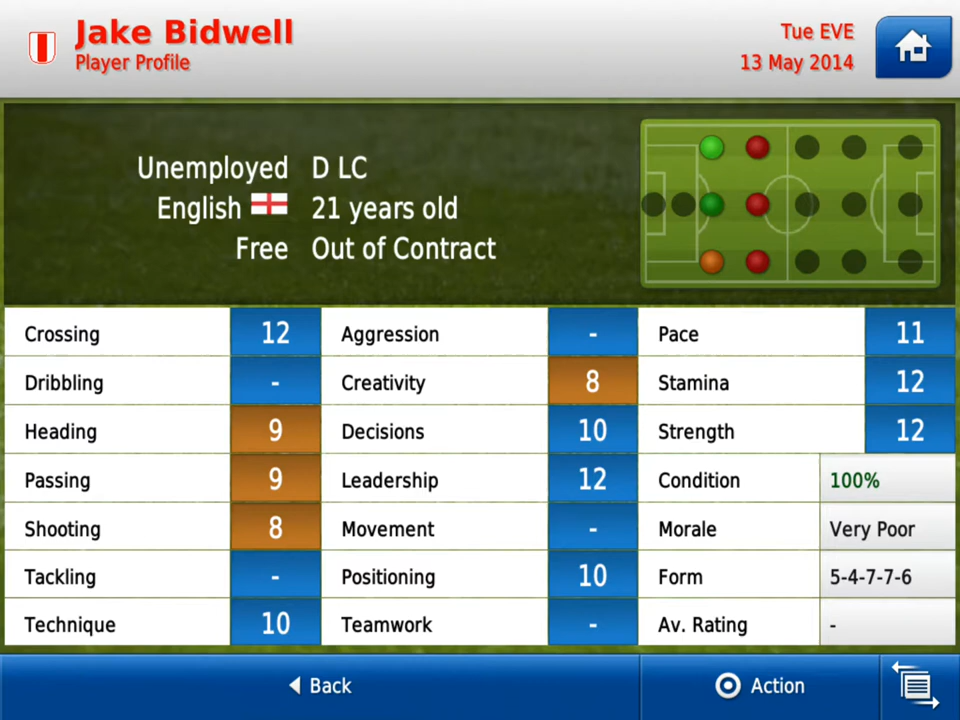 Jake Bidwell
Player Profile
Tue EVE
13 May 2014
Unemployed D LC
English 21 years old
Free Out of Contract
Crossing 12 Aggression - Pace 11
Dribbling - Creativity 8 Stamina 12
Heading 9 Decisions 10 Strength 12
Passing 9 Leadership 12 Condition 100%
Shooting 8 Movement - Morale Very Poor
Tackling - Positioning 10 Form 5-4-7-7-6
Technique 10 Teamwork - Av. Rating -
Back Action